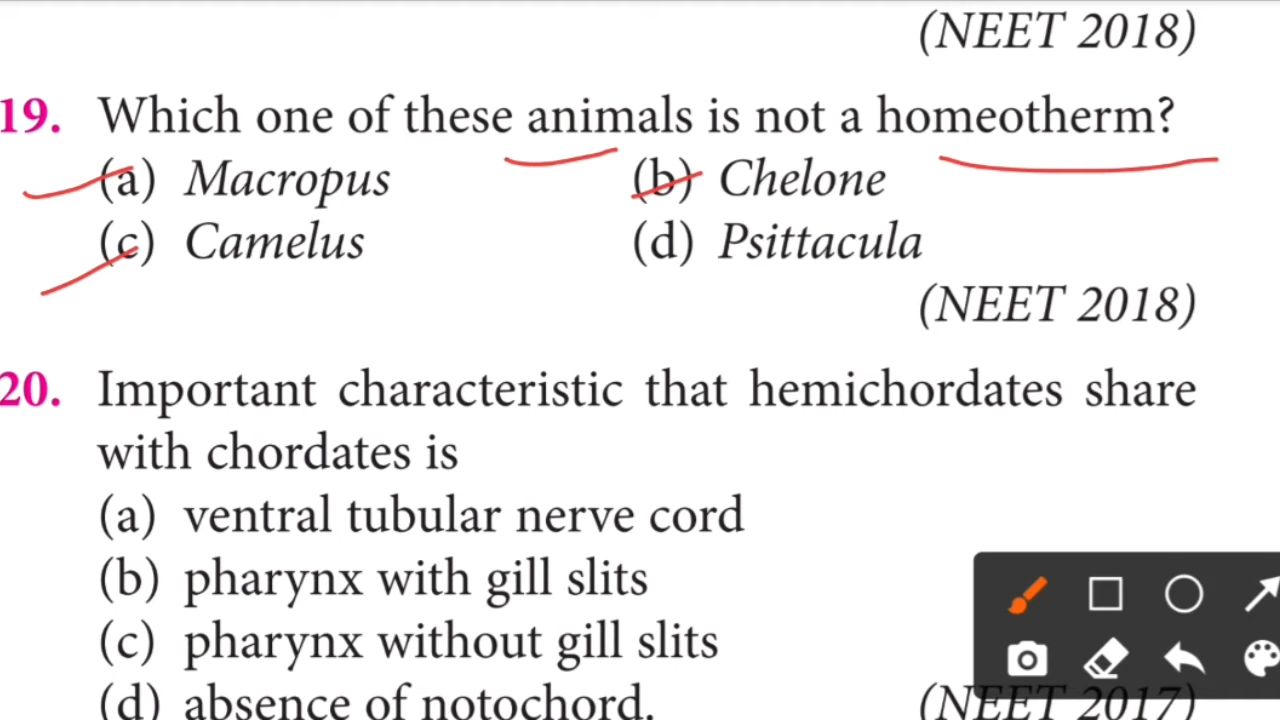 (NEET 2018)
19. Which one of these animals is not a homeotherm?
(a) Macropus (b) Chelone
(c) Camelus (d) Psittacula
(NEET 2018)
20. Important characteristic that hemichordates share
with chordates is
(a) ventral tubular nerve cord
(b) pharynx with gill slits
(c) pharynx without gill slits
(d) absence of notochord. (NEET 2017)